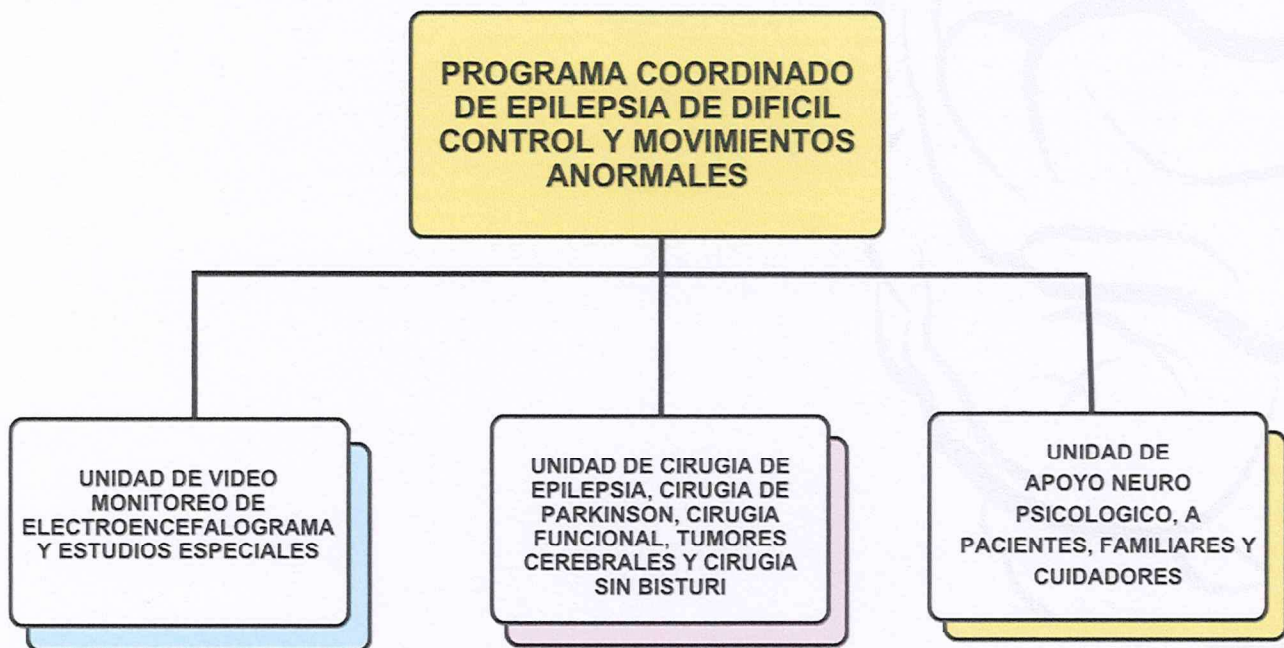 PROGRAMA COORDINADO
DE EPILEPSIA DE DIFICIL
CONTROL Y MOVIMIENTOS
ANORMALES
UNIDAD DE VIDEO
MONITOREO DE
ELECTROENCEFALOGRAMA
Y ESTUDIOS ESPECIALES
UNIDAD DE CIRUGIA DE
EPILEPSIA, CIRUGIA DE
PARKINSON, CIRUGIA
FUNCIONAL, TUMORES
CEREBRALES Y CIRUGIA
SIN BISTURI
UNIDAD DE
APOYO NEURO
PSICOLOGICO, A
PACIENTES, FAMILIARES Y
CUIDADORES